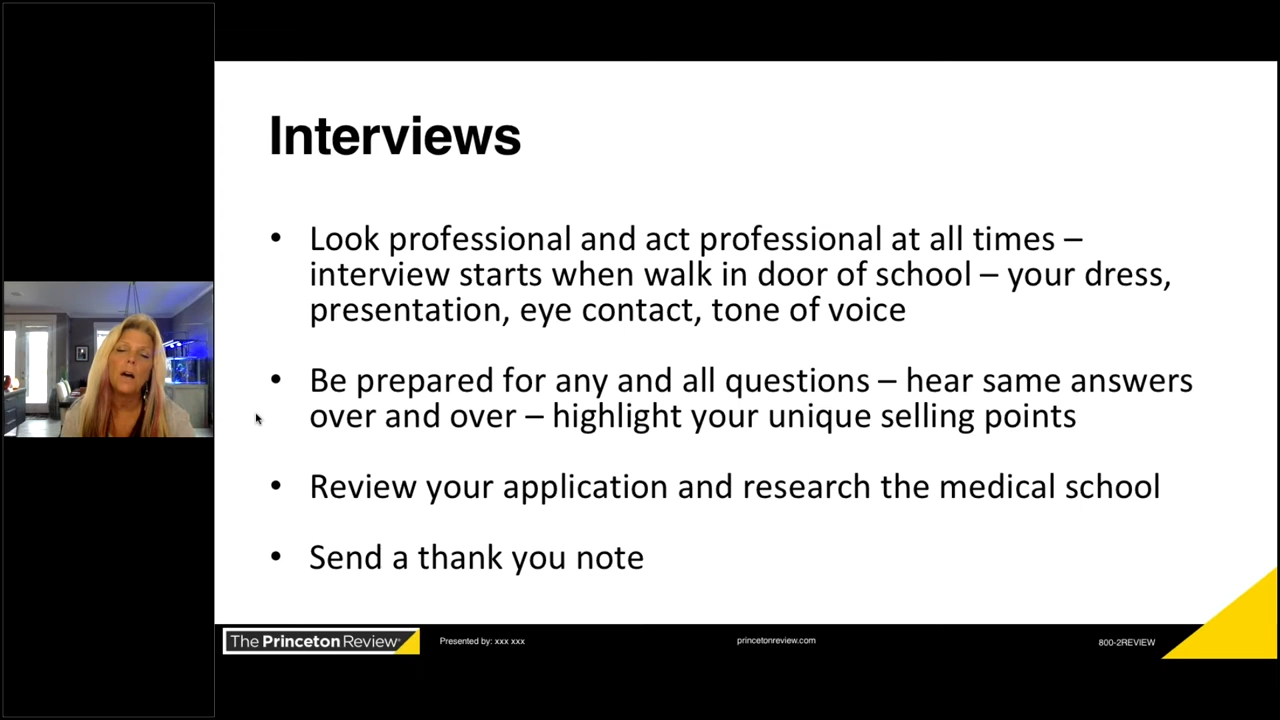 Interviews
• Look professional and act professional at all times –
interview starts when walk in door of school – your dress,
presentation, eye contact, tone of voice
• Be prepared for any and all questions – hear same answers
over and over – highlight your unique selling points
• Review your application and research the medical school
• Send a thank you note
The Princeton Review®
Presented by: xxx xxx
princetonreview.com
800-2REVIEW